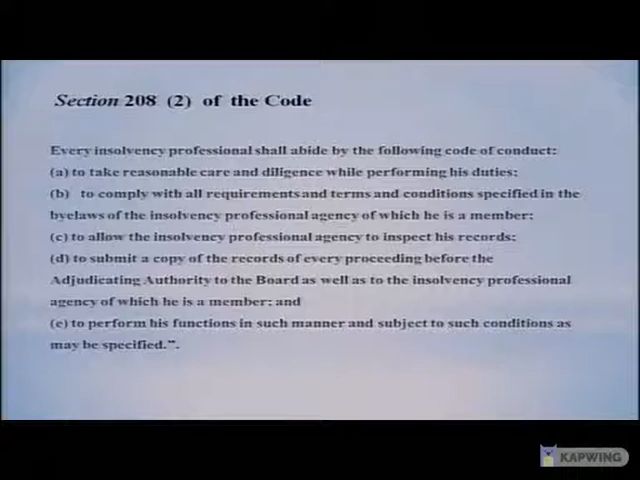 Section 208 (2) of the Code
Every insolvency professional shall abide by the following code of conduct:
(a) to take reasonable care and diligence while performing his duties;
(b) to comply with all requirements and terms and conditions specified in the
byelaws of the insolvency professional agency of which he is a member;
(c) to allow the insolvency professional agency to inspect his records;
(d) to submit a copy of the records of every proceeding before the
Adjudicating Authority to the Board as well as to the insolvency professional
agency of which he is a member; and
(e) to perform his functions in such manner and subject to such conditions as
may be specified.”.
KAPWING